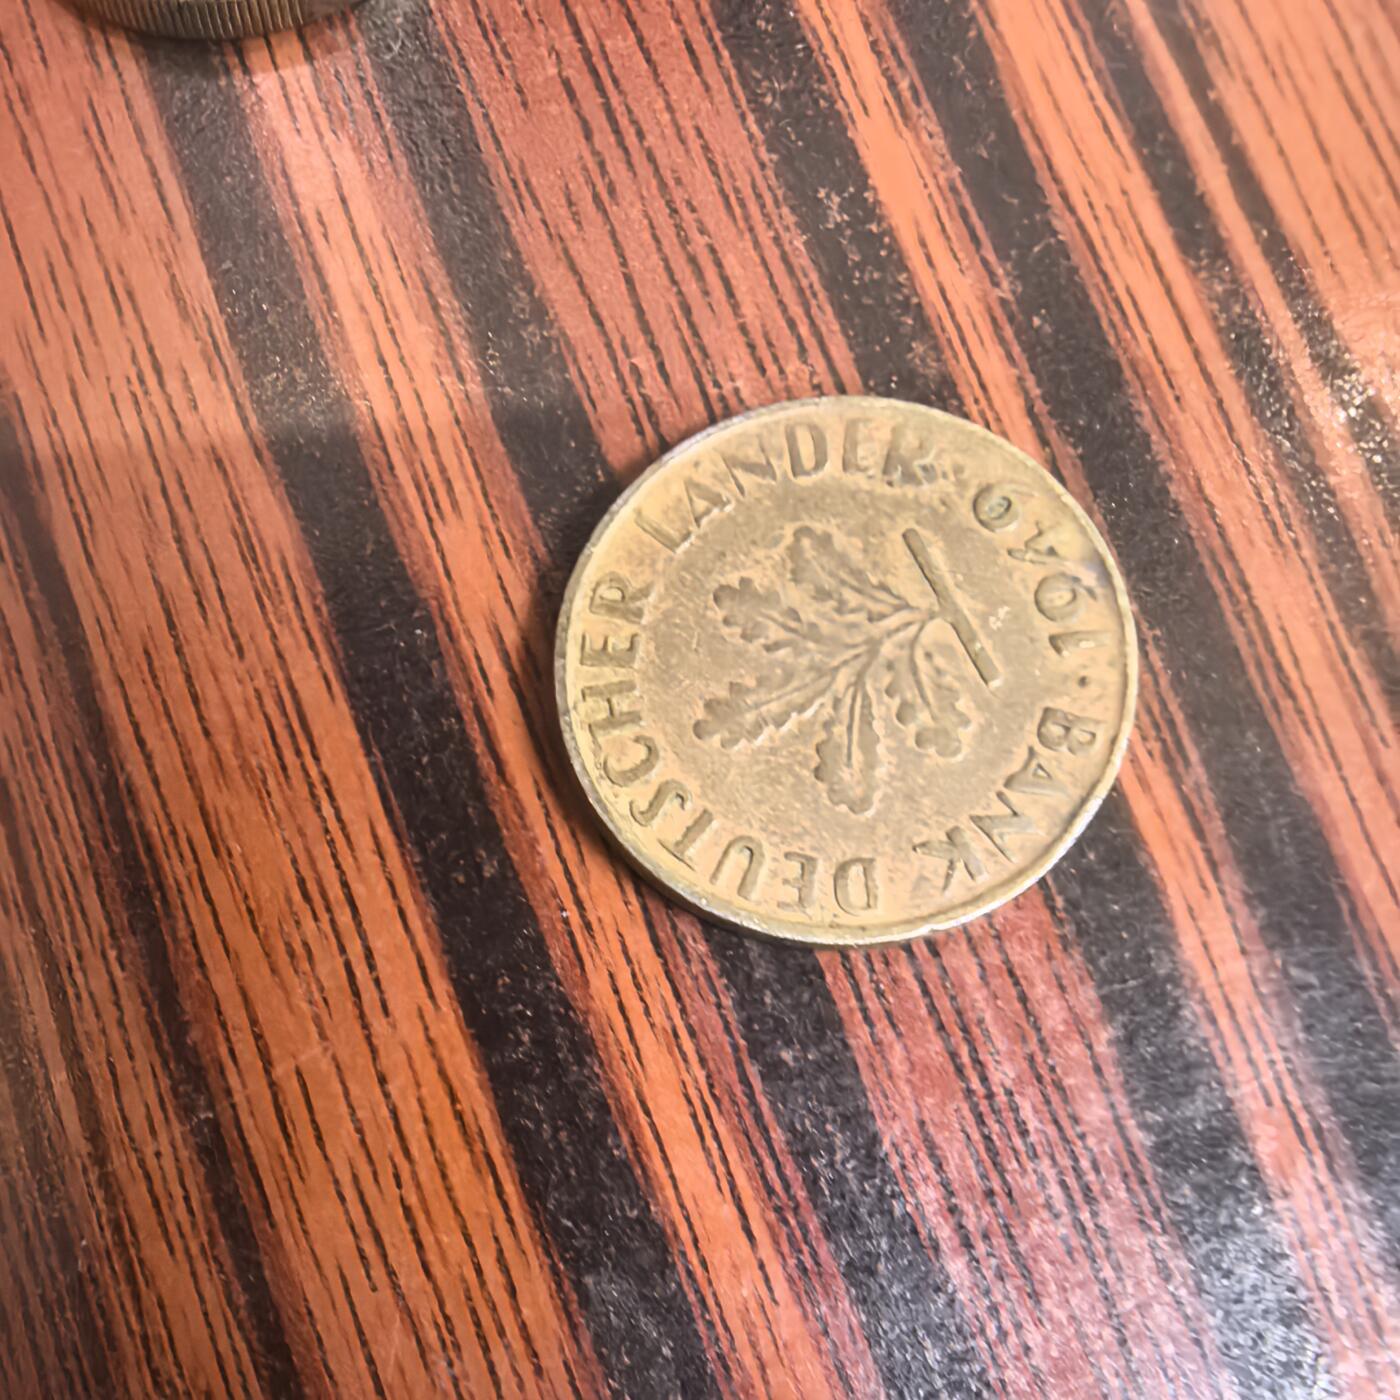 BANK DEUTSCHER LÄNDER · 1949 ·